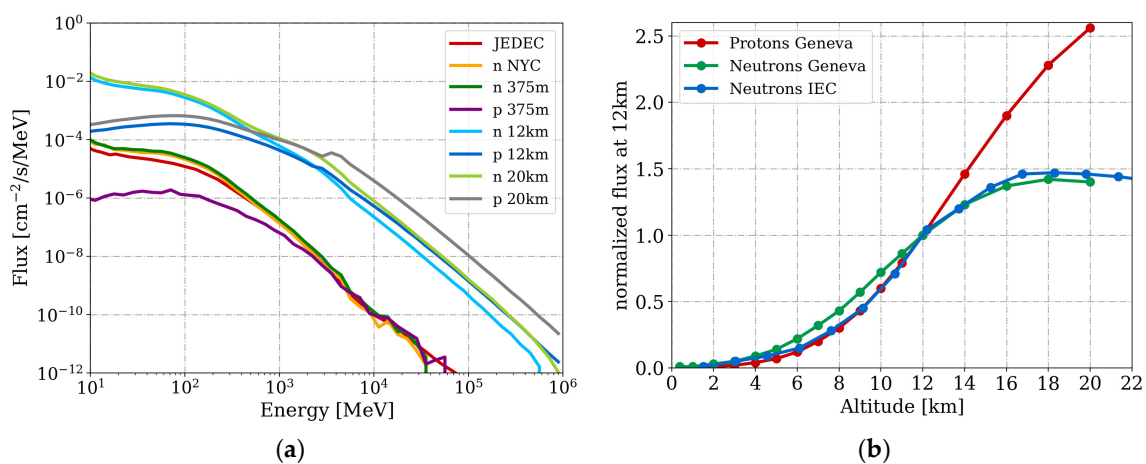 10^0
10^-2
10^-4
10^-6
10^-8
10^-10
10^-12
Flux [cm^-2/s/MeV]
10^1
10^2
10^3
10^4
10^5
10^6
Energy [MeV]
JEDEC
n NYC
n 375m
p 375m
n 12km
p 12km
n 20km
p 20km
(a)
2.5
2.0
1.5
1.0
0.5
0.0
normalized flux at 12km
0 2 4 6 8 10 12 14 16 18 20 22
Altitude [km]
Protons Geneva
Neutrons Geneva
Neutrons IEC
(b)